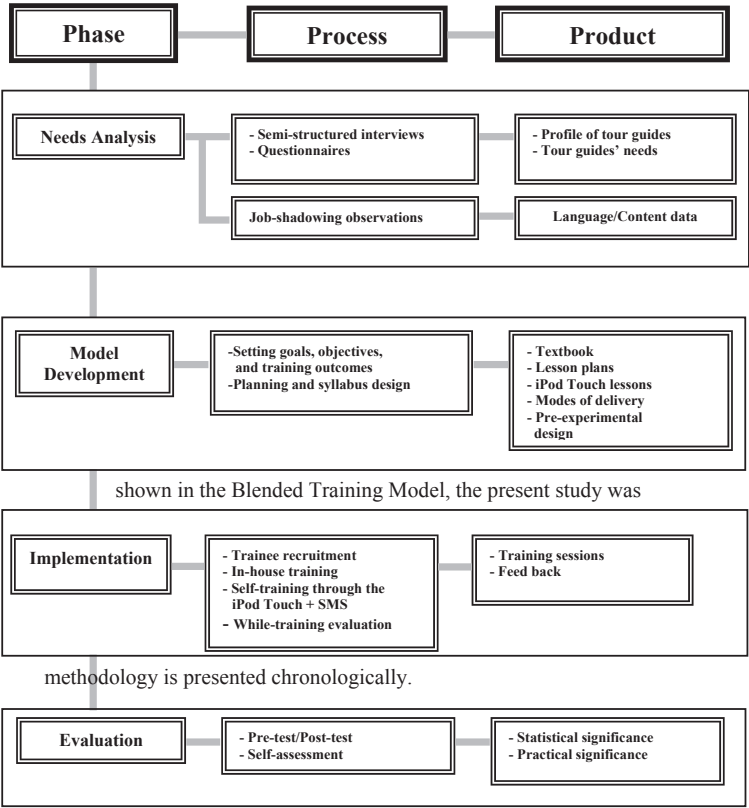 Phase
Process
Product
Needs Analysis
- Semi-structured interviews
- Questionnaires
- Profile of tour guides
- Tour guides' needs
Job-shadowing observations
Language/Content data
Model
Development
-Setting goals, objectives,
and training outcomes
-Planning and syllabus design
- Textbook
- Lesson plans
- iPod Touch lessons
- Modes of delivery
- Pre-experimental
design
shown in the Blended Training Model, the present study was
Implementation
- Trainee recruitment
- In-house training
- Self-training through the
iPod Touch + SMS
- While-training evaluation
- Training sessions
- Feed back
methodology is presented chronologically.
Evaluation
- Pre-test/Post-test
- Self-assessment
- Statistical significance
- Practical significance